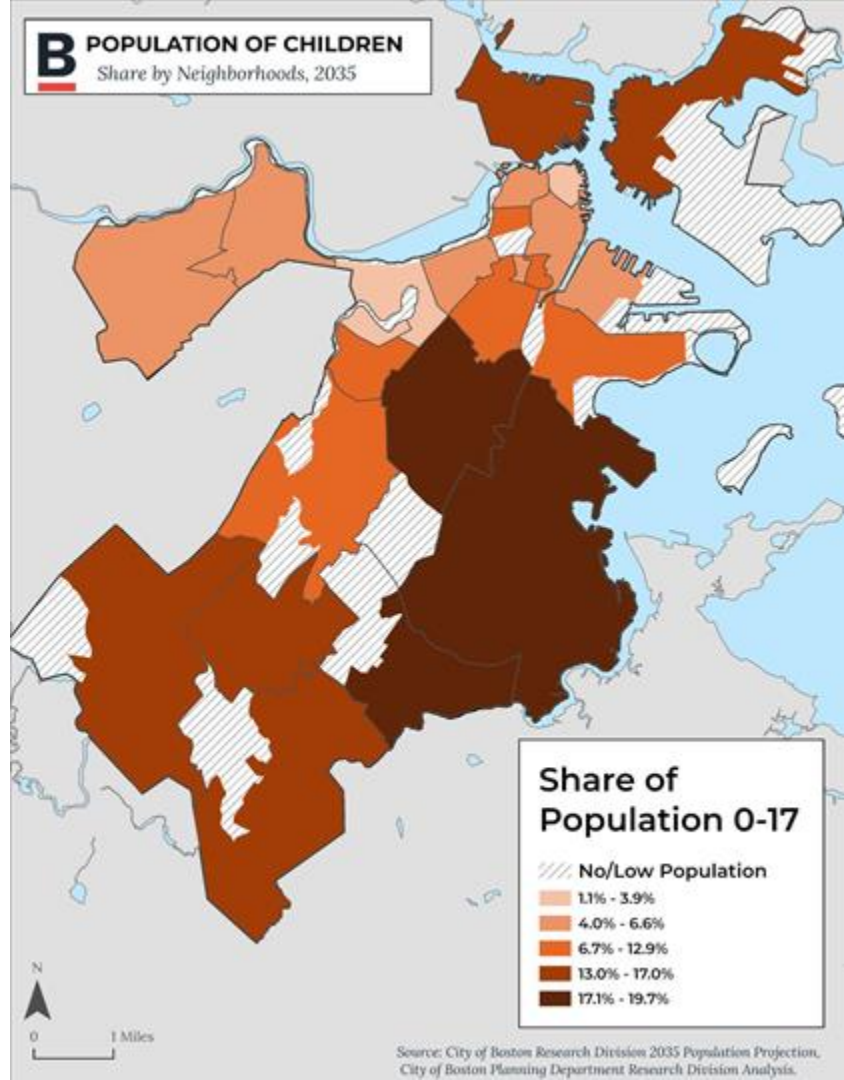 B POPULATION OF CHILDREN
Share by Neighborhoods, 2035
Share of
Population 0-17
No/Low Population
1.1% - 3.9%
4.0% - 6.6%
6.7% - 12.9%
13.0% - 17.0%
17.1% - 19.7%
N
0 1 Miles
Source: City of Boston Research Division 2035 Population Projection,
City of Boston Planning Department Research Division Analysis.